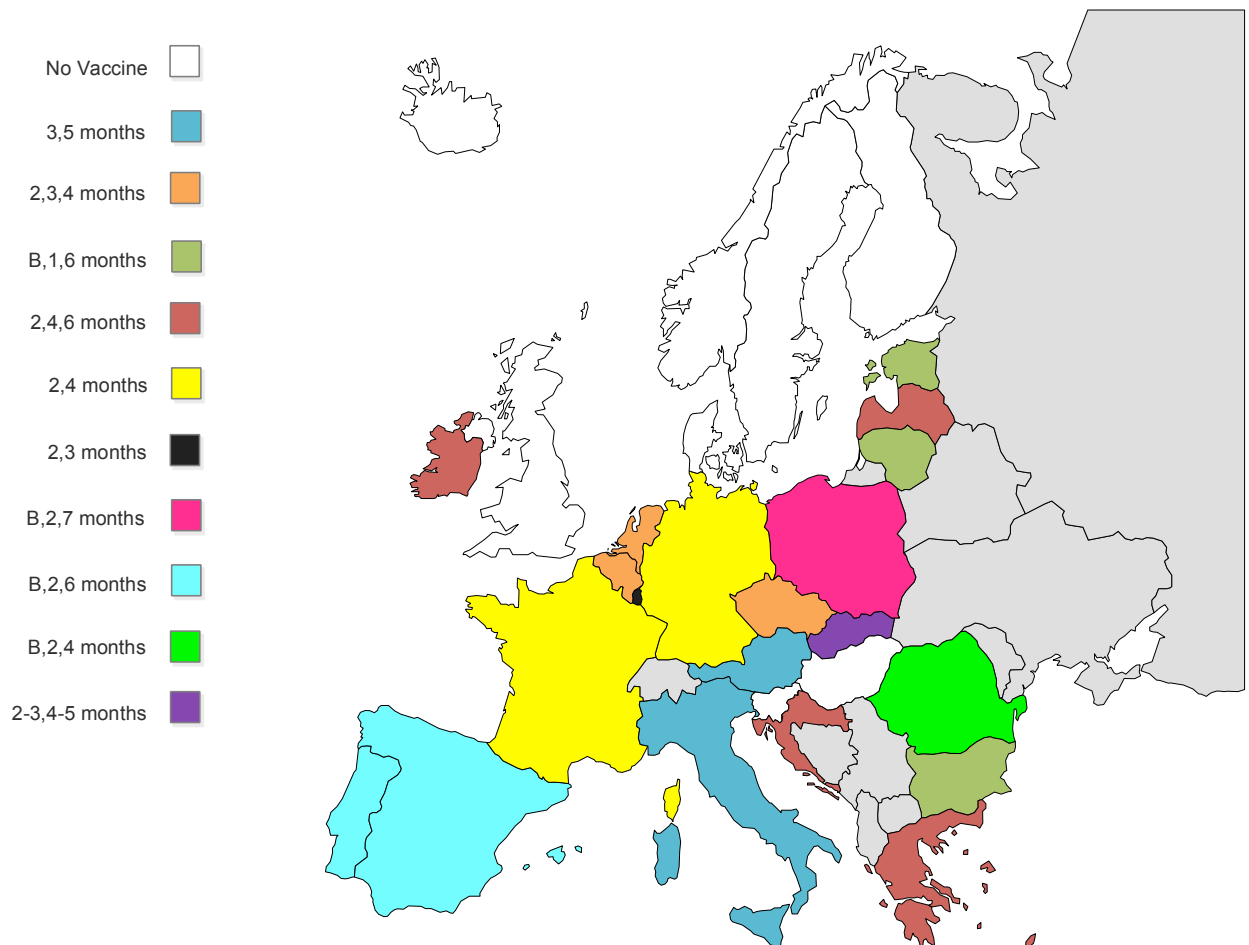 No Vaccine
3,5 months
2,3,4 months
B,1,6 months
2,4,6 months
2,4 months
2,3 months
B,2,7 months
B,2,6 months
B,2,4 months
2-3,4-5 months